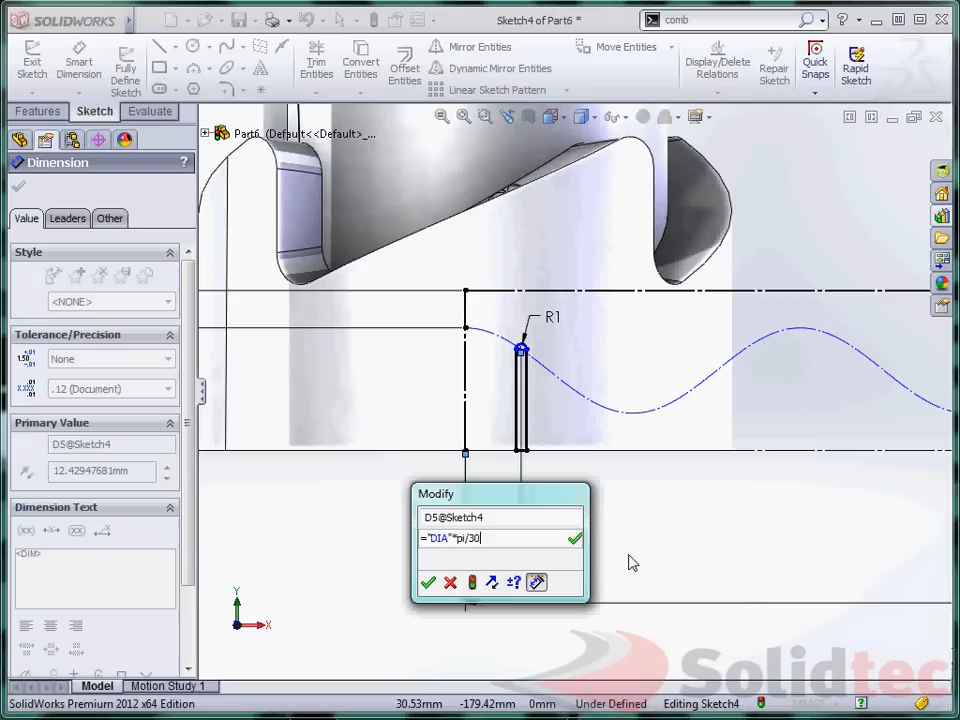 SOLIDWORKS
Sketch4 of Part6 *
comb
Exit Sketch
Smart Dimension
Fully Define Sketch
Trim Entities
Convert Entities
Offset Entities
Mirror Entities
Dynamic Mirror Entities
Linear Sketch Pattern
Move Entities
Display/Delete Relations
Repair Sketch
Quick Snaps
Rapid Sketch
Features
Sketch
Evaluate
Part6 (Default<<Default>_...
Dimension
?
Value
Leaders
Other
Style
<NONE>
Tolerance/Precision
None
.12 (Document)
Primary Value
D5@Sketch4
12.42947681mm
Dimension Text
<DIM>
R1
Modify
D5@Sketch4
="DIA"*pi/30
Y
X
Solidtec
Model
Motion Study 1
SolidWorks Premium 2012 x64 Edition
30.53mm
-179.42mm
0mm
Under Defined
Editing Sketch4